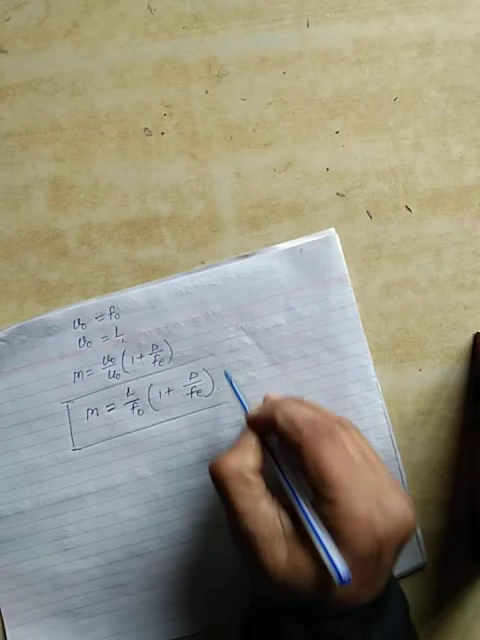 u₀ = f₀
v₀ = L
m = v₀/u₀ (1 + D/fe)
m = L/f₀ (1 + D/fe)